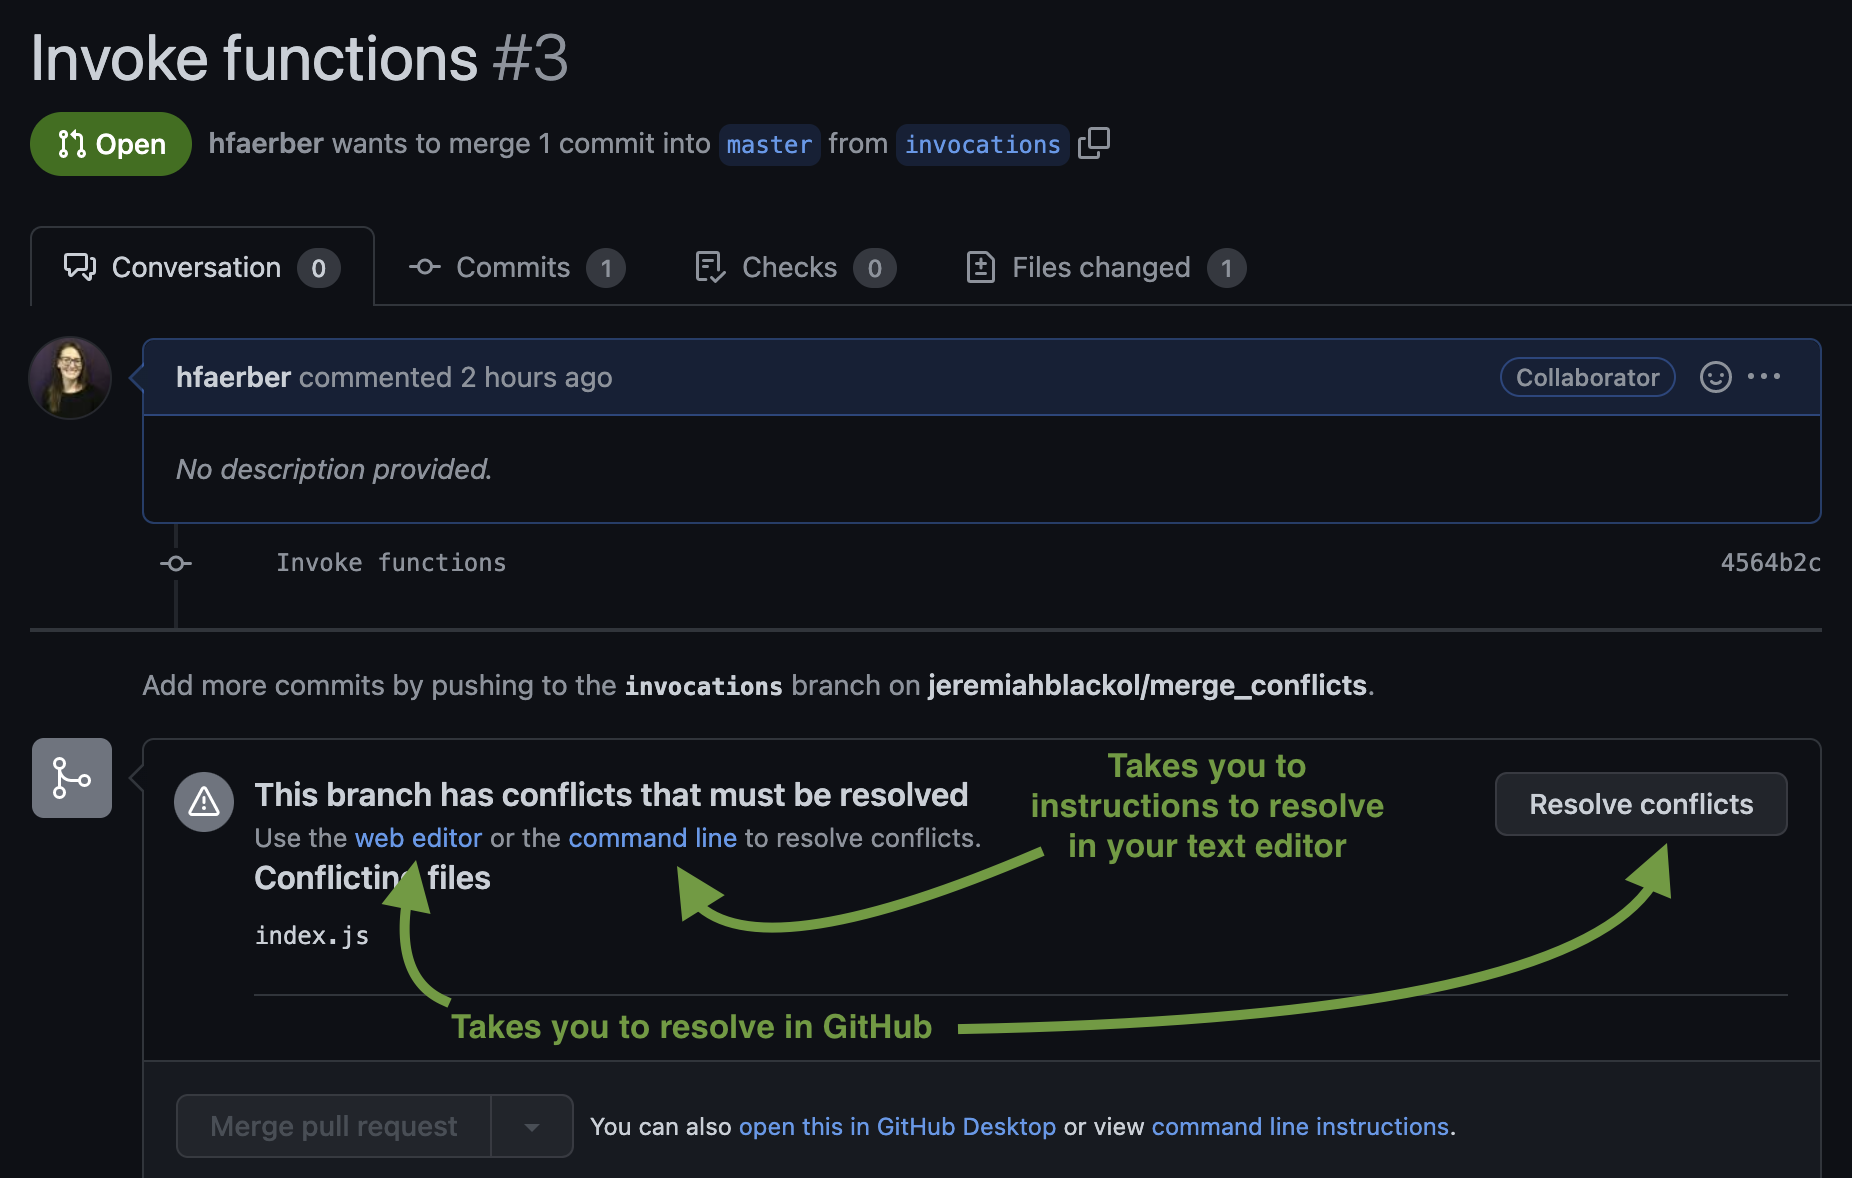 Invoke functions #3
Open hfaerber wants to merge 1 commit into master from invocations
Conversation 0 Commits 1 Checks 0 Files changed 1
hfaerber commented 2 hours ago Collaborator
No description provided.
Invoke functions 4564b2c
Add more commits by pushing to the invocations branch on jeremiahblackol/merge_conflicts.
This branch has conflicts that must be resolved
Use the web editor or the command line to resolve conflicts.
Conflicting files
index.js
Takes you to
instructions to resolve
in your text editor
Resolve conflicts
Takes you to resolve in GitHub
Merge pull request You can also open this in GitHub Desktop or view command line instructions.